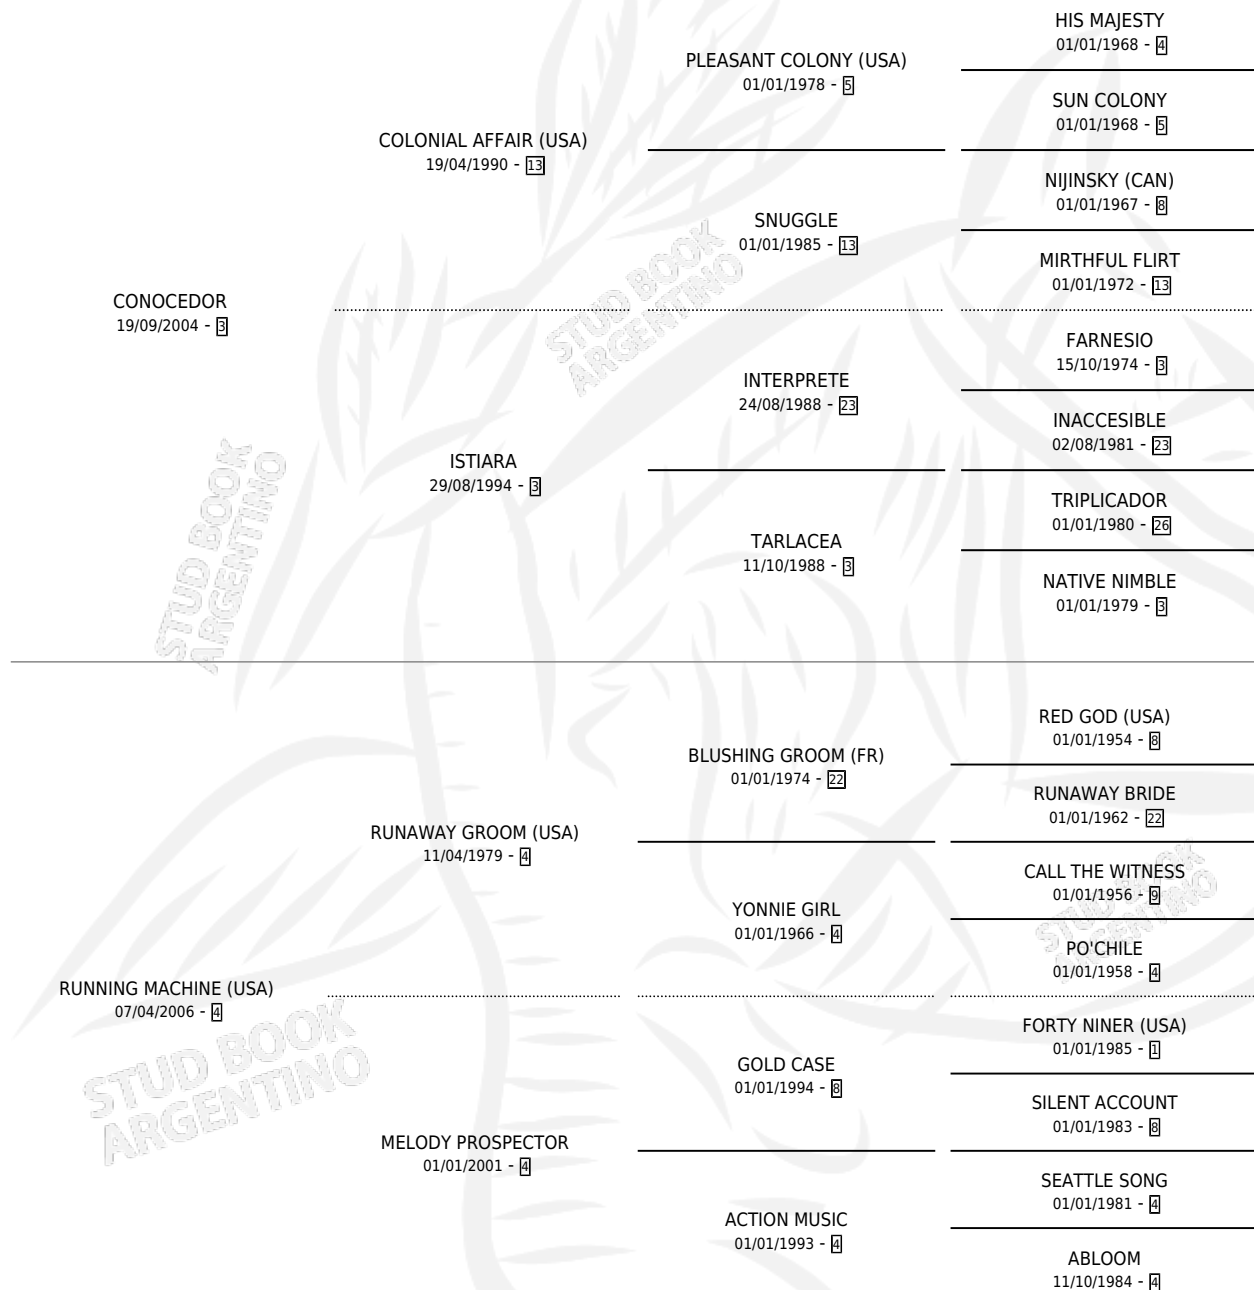 HIS MAJESTY
01/01/1968 - 4
PLEASANT COLONY (USA)
01/01/1978 - 5
SUN COLONY
01/01/1968 - 5
COLONIAL AFFAIR (USA)
19/04/1990 - 13
NIJINSKY (CAN)
01/01/1967 - 8
SNUGGLE
01/01/1985 - 13
MIRTHFUL FLIRT
01/01/1972 - 13
CONOCEDOR
19/09/2004 - 3
FARNESIO
15/10/1974 - 3
INTERPRETE
24/08/1988 - 23
INACCESIBLE
02/08/1981 - 23
ISTIARA
29/08/1994 - 3
TRIPLICADOR
01/01/1980 - 26
TARLACEA
11/10/1988 - 3
NATIVE NIMBLE
01/01/1979 - 3
RED GOD (USA)
01/01/1954 - 8
BLUSHING GROOM (FR)
01/01/1974 - 22
RUNAWAY BRIDE
01/01/1962 - 22
RUNAWAY GROOM (USA)
11/04/1979 - 4
CALL THE WITNESS
01/01/1956 - 9
YONNIE GIRL
01/01/1966 - 4
PO'CHILE
01/01/1958 - 4
RUNNING MACHINE (USA)
07/04/2006 - 4
FORTY NINER (USA)
01/01/1985 - 1
GOLD CASE
01/01/1994 - 8
SILENT ACCOUNT
01/01/1983 - 8
MELODY PROSPECTOR
01/01/2001 - 4
SEATTLE SONG
01/01/1981 - 4
ACTION MUSIC
01/01/1993 - 4
ABLOOM
11/10/1984 - 4
STUD BOOK
ARGENTINO
STUD BOOK
ARGENTINO
STUD BOOK
ARGENTINO
STUD BOOK
ARGENTINO